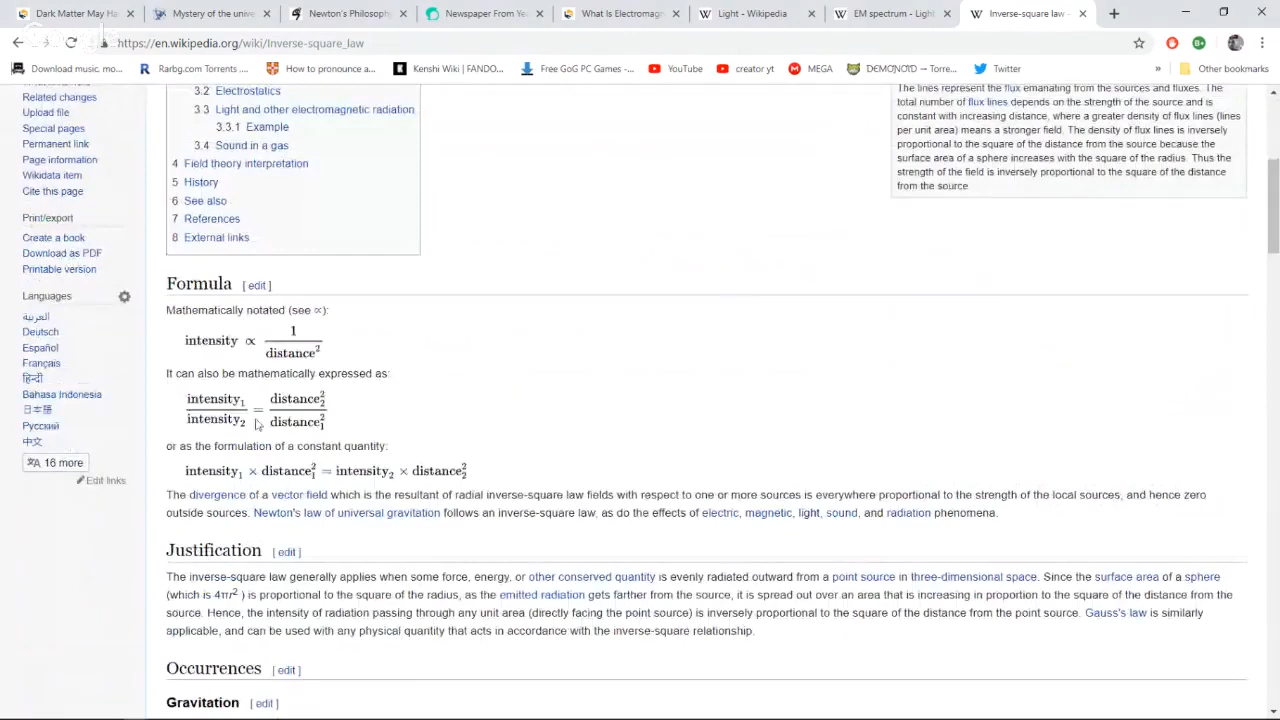 Dark Matter May Ha
Mystery of the unive
Newton's Philosophy
Newspaper From Yea
What Is Electromagn
Light - Wikipedia
EM spectrum - Light
Inverse-square law -
https://en.wikipedia.org/wiki/Inverse-square_law
Download music, mo...
Rarbg.com Torrents ...
How to pronounce a...
Kenshi Wiki | FANDO...
Free GoG PC Games -...
YouTube
creator yt
MEGA
DEMONOID – Torre...
Twitter
»
Other bookmarks
Related changes
Upload file
Special pages
Permanent link
Page information
Wikidata item
Cite this page
Print/export
Create a book
Download as PDF
Printable version
Languages
العربية
Deutsch
Español
Français
हिन्दी
Bahasa Indonesia
日本語
Русский
中文
16 more
Edit links
3.2 Electrostatics
3.3 Light and other electromagnetic radiation
3.3.1 Example
3.4 Sound in a gas
4 Field theory interpretation
5 History
6 See also
7 References
8 External links
The lines represent the flux emanating from the sources and fluxes. The
total number of flux lines depends on the strength of the source and is
constant with increasing distance, where a greater density of flux lines (lines
per unit area) means a stronger field. The density of flux lines is inversely
proportional to the square of the distance from the source because the
surface area of a sphere increases with the square of the radius. Thus the
strength of the field is inversely proportional to the square of the distance
from the source
Formula [ edit ]
Mathematically notated (see ∝):
intensity ∝ 1 / distance²
It can also be mathematically expressed as:
intensity₁ / intensity₂ = distance₂² / distance₁²
or as the formulation of a constant quantity:
intensity₁ × distance₁² = intensity₂ × distance₂²
The divergence of a vector field which is the resultant of radial inverse-square law fields with respect to one or more sources is everywhere proportional to the strength of the local sources, and hence zero
outside sources. Newton's law of universal gravitation follows an inverse-square law, as do the effects of electric, magnetic, light, sound, and radiation phenomena.
Justification [ edit ]
The inverse-square law generally applies when some force, energy, or other conserved quantity is evenly radiated outward from a point source in three-dimensional space. Since the surface area of a sphere
(which is 4πr² ) is proportional to the square of the radius, as the emitted radiation gets farther from the source, it is spread out over an area that is increasing in proportion to the square of the distance from the
source. Hence, the intensity of radiation passing through any unit area (directly facing the point source) is inversely proportional to the square of the distance from the point source. Gauss's law is similarly
applicable, and can be used with any physical quantity that acts in accordance with the inverse-square relationship.
Occurrences [ edit ]
Gravitation [ edit ]